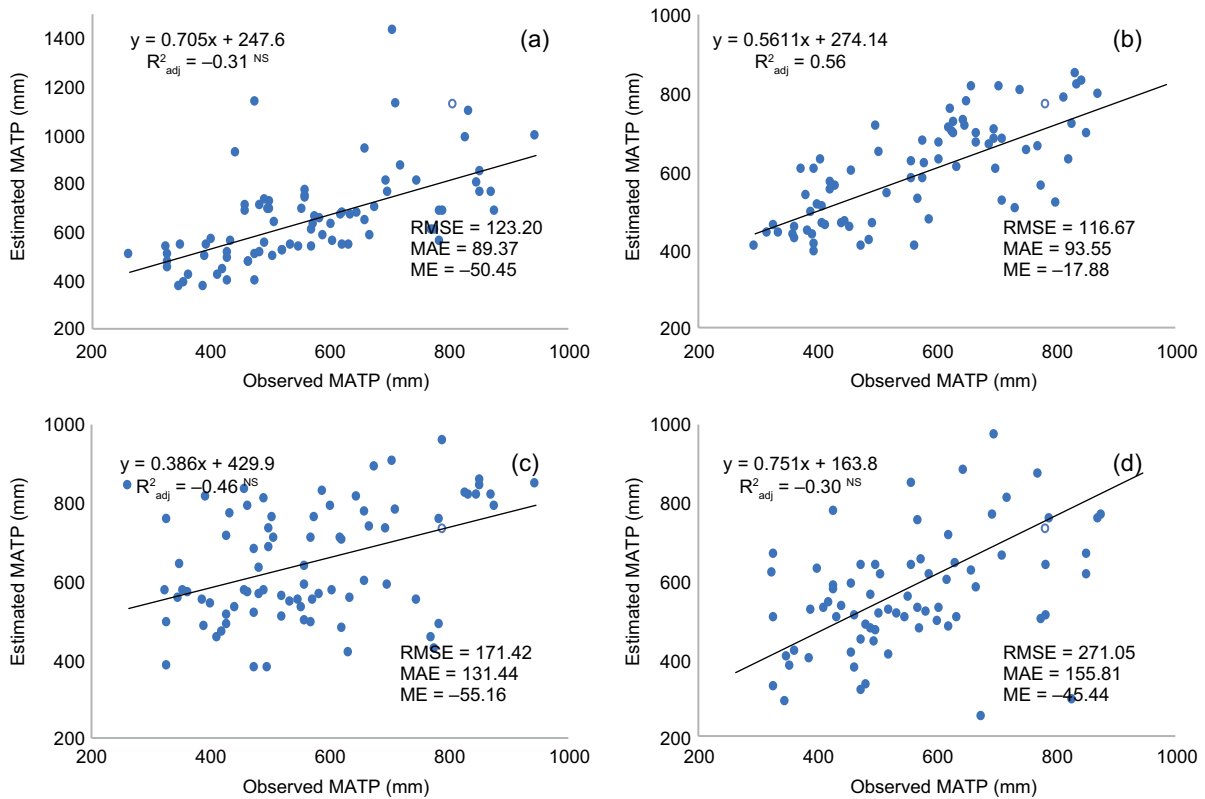 1400
1200
1000
800
600
400
200
Estimated MATP (mm)
y = 0.705x + 247.6
R²adj = –0.31 NS
(a)
RMSE = 123.20
MAE = 89.37
ME = –50.45
200 400 600 800 1000
Observed MATP (mm)
1000
800
600
400
200
Estimated MATP (mm)
y = 0.5611x + 274.14
R²adj = 0.56
(b)
RMSE = 116.67
MAE = 93.55
ME = –17.88
200 400 600 800 1000
Observed MATP (mm)
1000
800
600
400
200
Estimated MATP (mm)
y = 0.386x + 429.9
R²adj = –0.46 NS
(c)
RMSE = 171.42
MAE = 131.44
ME = –55.16
200 400 600 800 1000
Observed MATP (mm)
1000
800
600
400
200
Estimated MATP (mm)
y = 0.751x + 163.8
R²adj = –0.30 NS
(d)
RMSE = 271.05
MAE = 155.81
ME = –45.44
200 400 600 800 1000
Observed MATP (mm)